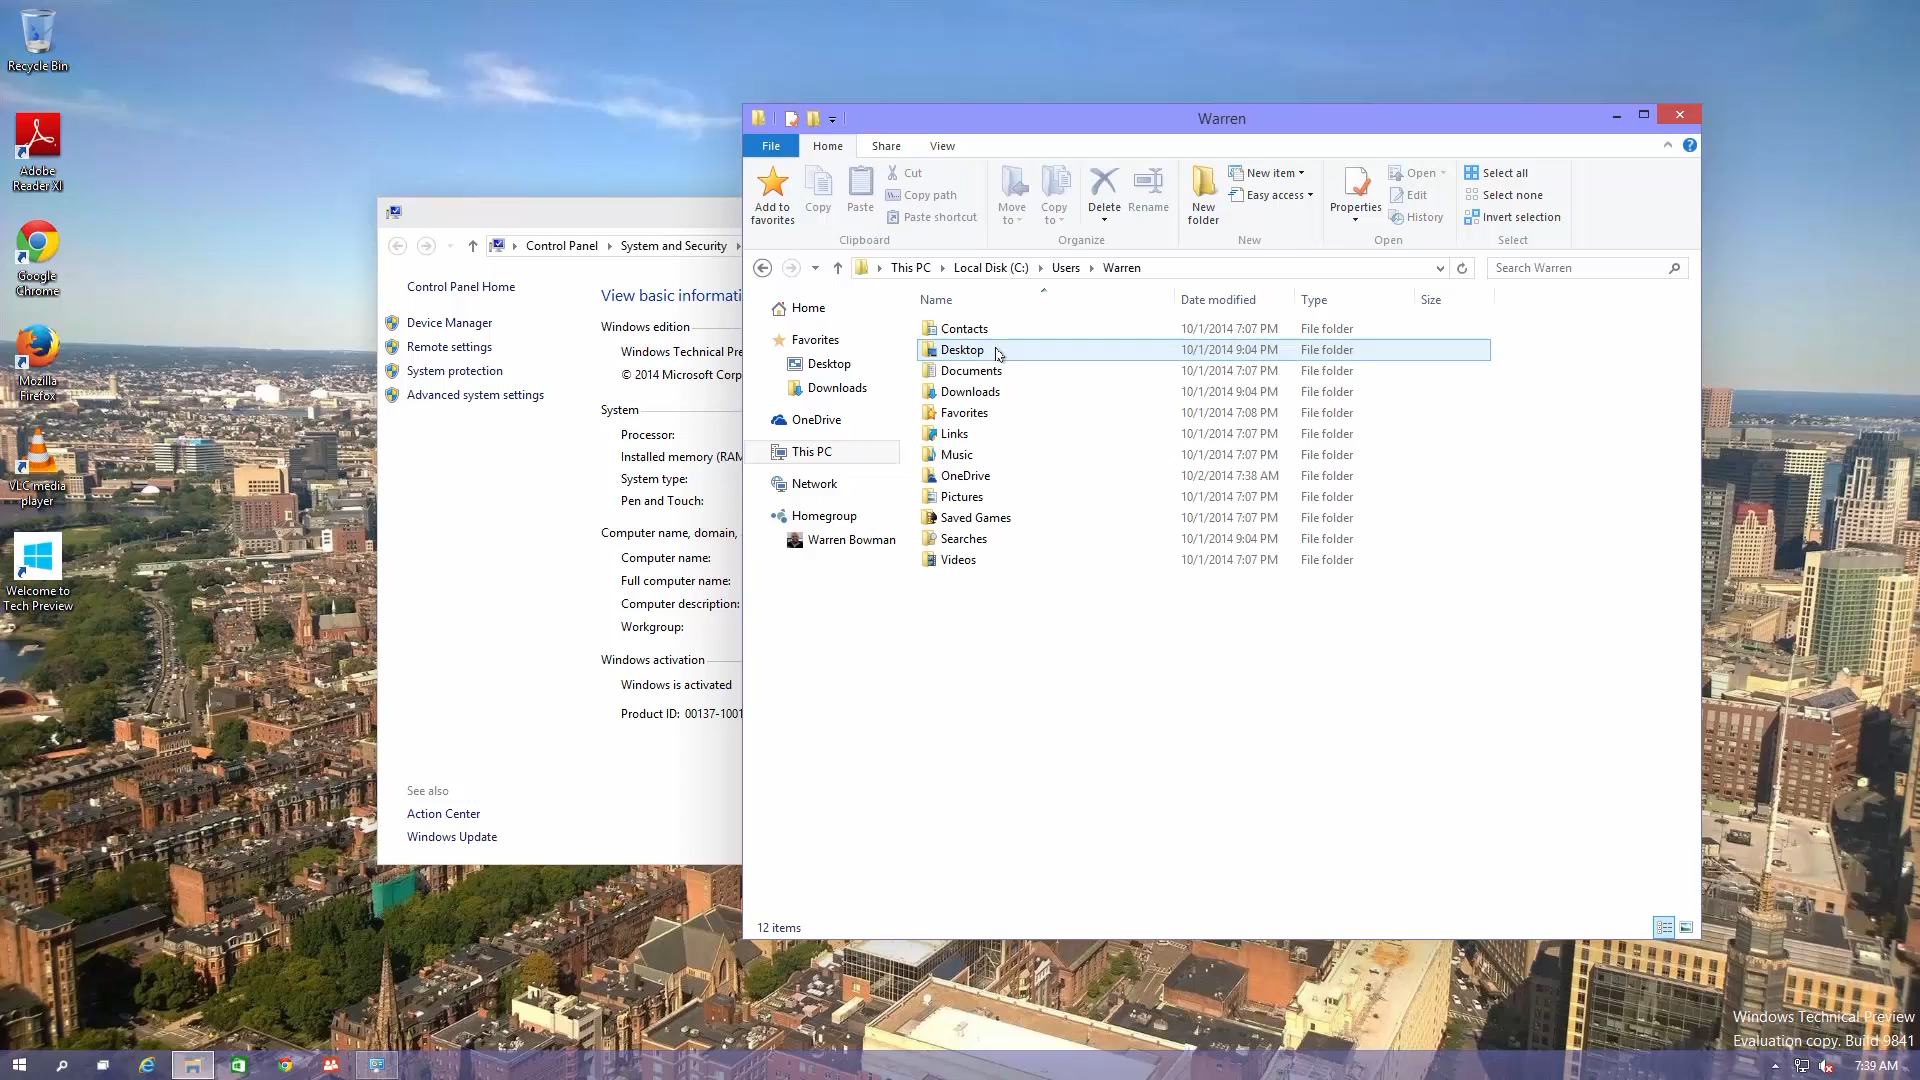 Recycle Bin
Adobe
Reader XI
Google
Chrome
Mozilla
Firefox
VLC media
player
Welcome to
Tech Preview
Control Panel
System and Security
Control Panel Home
Device Manager
Remote settings
System protection
Advanced system settings
See also
Action Center
Windows Update
View basic informati
Windows edition
Windows Technical Pre
© 2014 Microsoft Corp
System
Processor:
Installed memory (RAM
System type:
Pen and Touch:
Computer name, domain,
Computer name:
Full computer name:
Computer description:
Workgroup:
Windows activation
Windows is activated
Product ID: 00137-1001
Warren
File Home Share View
Add to
favorites
Copy
Paste
Cut
Copy path
Paste shortcut
Clipboard
Move
to
Copy
to
Delete
Rename
Organize
New
folder
New item
Easy access
New
Properties
Open
Edit
History
Open
Select all
Select none
Invert selection
Select
This PC Local Disk (C:) Users Warren
Search Warren
Home
Favorites
Desktop
Downloads
OneDrive
This PC
Network
Homegroup
Warren Bowman
Name Date modified Type Size
Contacts 10/1/2014 7:07 PM File folder
Desktop 10/1/2014 9:04 PM File folder
Documents 10/1/2014 7:07 PM File folder
Downloads 10/1/2014 9:04 PM File folder
Favorites 10/1/2014 7:08 PM File folder
Links 10/1/2014 7:07 PM File folder
Music 10/1/2014 7:07 PM File folder
OneDrive 10/2/2014 7:38 AM File folder
Pictures 10/1/2014 7:07 PM File folder
Saved Games 10/1/2014 7:07 PM File folder
Searches 10/1/2014 9:04 PM File folder
Videos 10/1/2014 7:07 PM File folder
12 items
Windows Technical Preview
Evaluation copy. Build 9841
7:39 AM